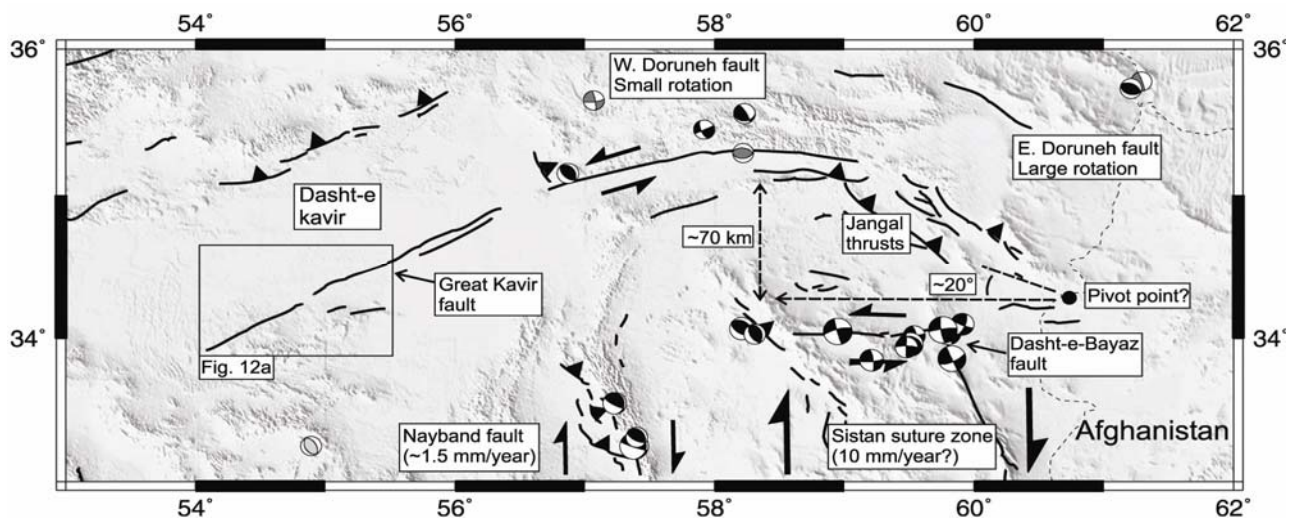 54˚ 56˚ 58˚ 60˚ 62˚
36˚ 36˚
W. Doruneh fault
Small rotation
E. Doruneh fault
Large rotation
Dasht-e
kavir
~70 km
Jangal
thrusts
~20°
Great Kavir
fault
Pivot point?
34˚ 34˚
Fig. 12a
Dasht-e-Bayaz
fault
Nayband fault
(~1.5 mm/year)
Sistan suture zone
(10 mm/year?)
Afghanistan
54˚ 56˚ 58˚ 60˚ 62˚